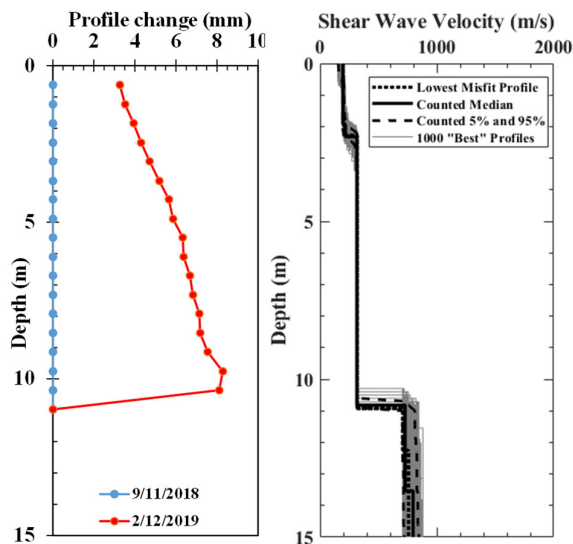 Profile change (mm)
0 2 4 6 8 10
0
5
10
15
Depth (m)
9/11/2018
2/12/2019
Shear Wave Velocity (m/s)
0 1000 2000
0
5
10
15
Depth (m)
Lowest Misfit Profile
Counted Median
Counted 5% and 95%
1000 "Best" Profiles